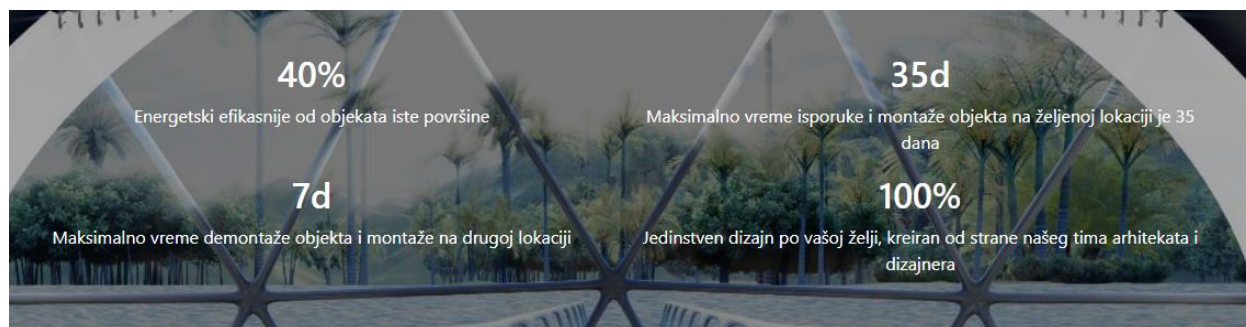 40%
Energetski efikasnije od objekata iste površine
35d
Maksimalno vreme isporuke i montaže objekta na željenoj lokaciji je 35
dana
7d
Maksimalno vreme demontaže objekta i montaže na drugoj lokaciji
100%
Jedinstven dizajn po vašoj želji, kreiran od strane našeg tima arhitekata i
dizajnera